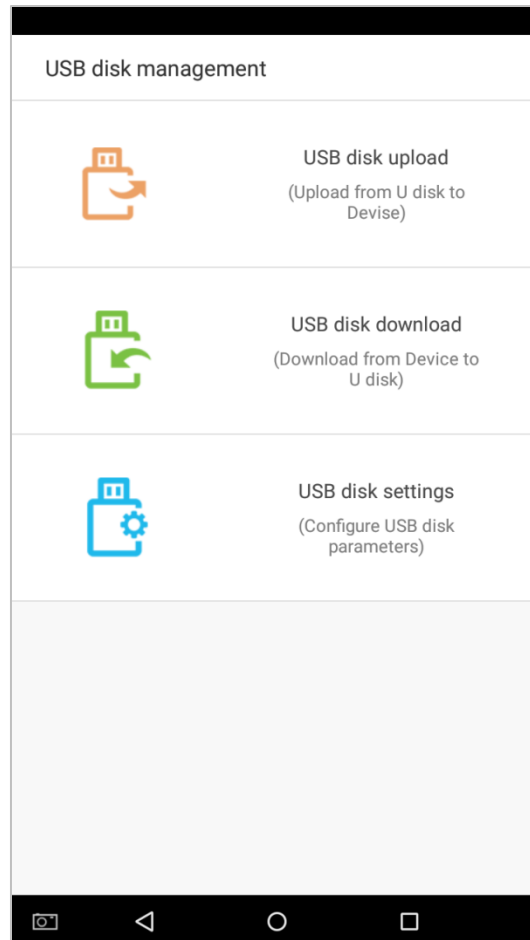 USB disk management
USB disk upload
(Upload from U disk to
Devise)
USB disk download
(Download from Device to
U disk)
USB disk settings
(Configure USB disk
parameters)